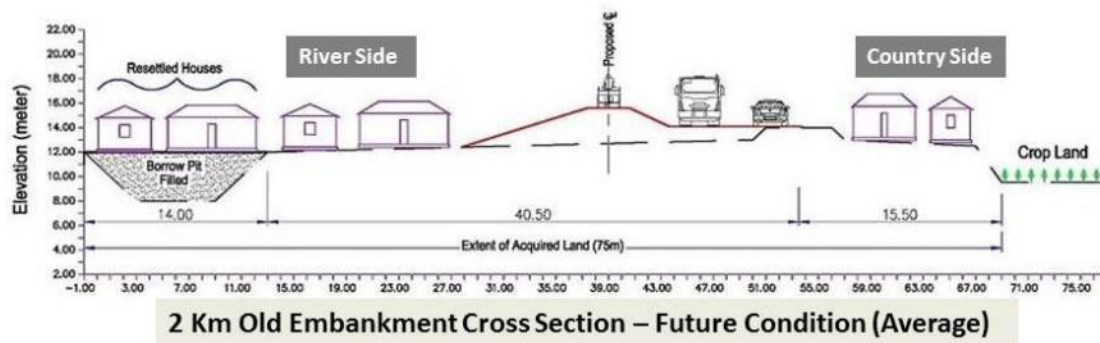 22.00
20.00
18.00
16.00
14.00
12.00
10.00
8.00
6.00
4.00
2.00
Elevation (meter)
Resettled Houses
River Side
Proposed ℄
Country Side
Borrow Pit
Filled
Crop Land
14.00
40.50
15.50
Extent of Acquired Land (75m)
-1.00 3.00 7.00 11.00 15.00 19.00 23.00 27.00 31.00 35.00 39.00 43.00 47.00 51.00 55.00 59.00 63.00 67.00 71.00 75.00
2 Km Old Embankment Cross Section – Future Condition (Average)